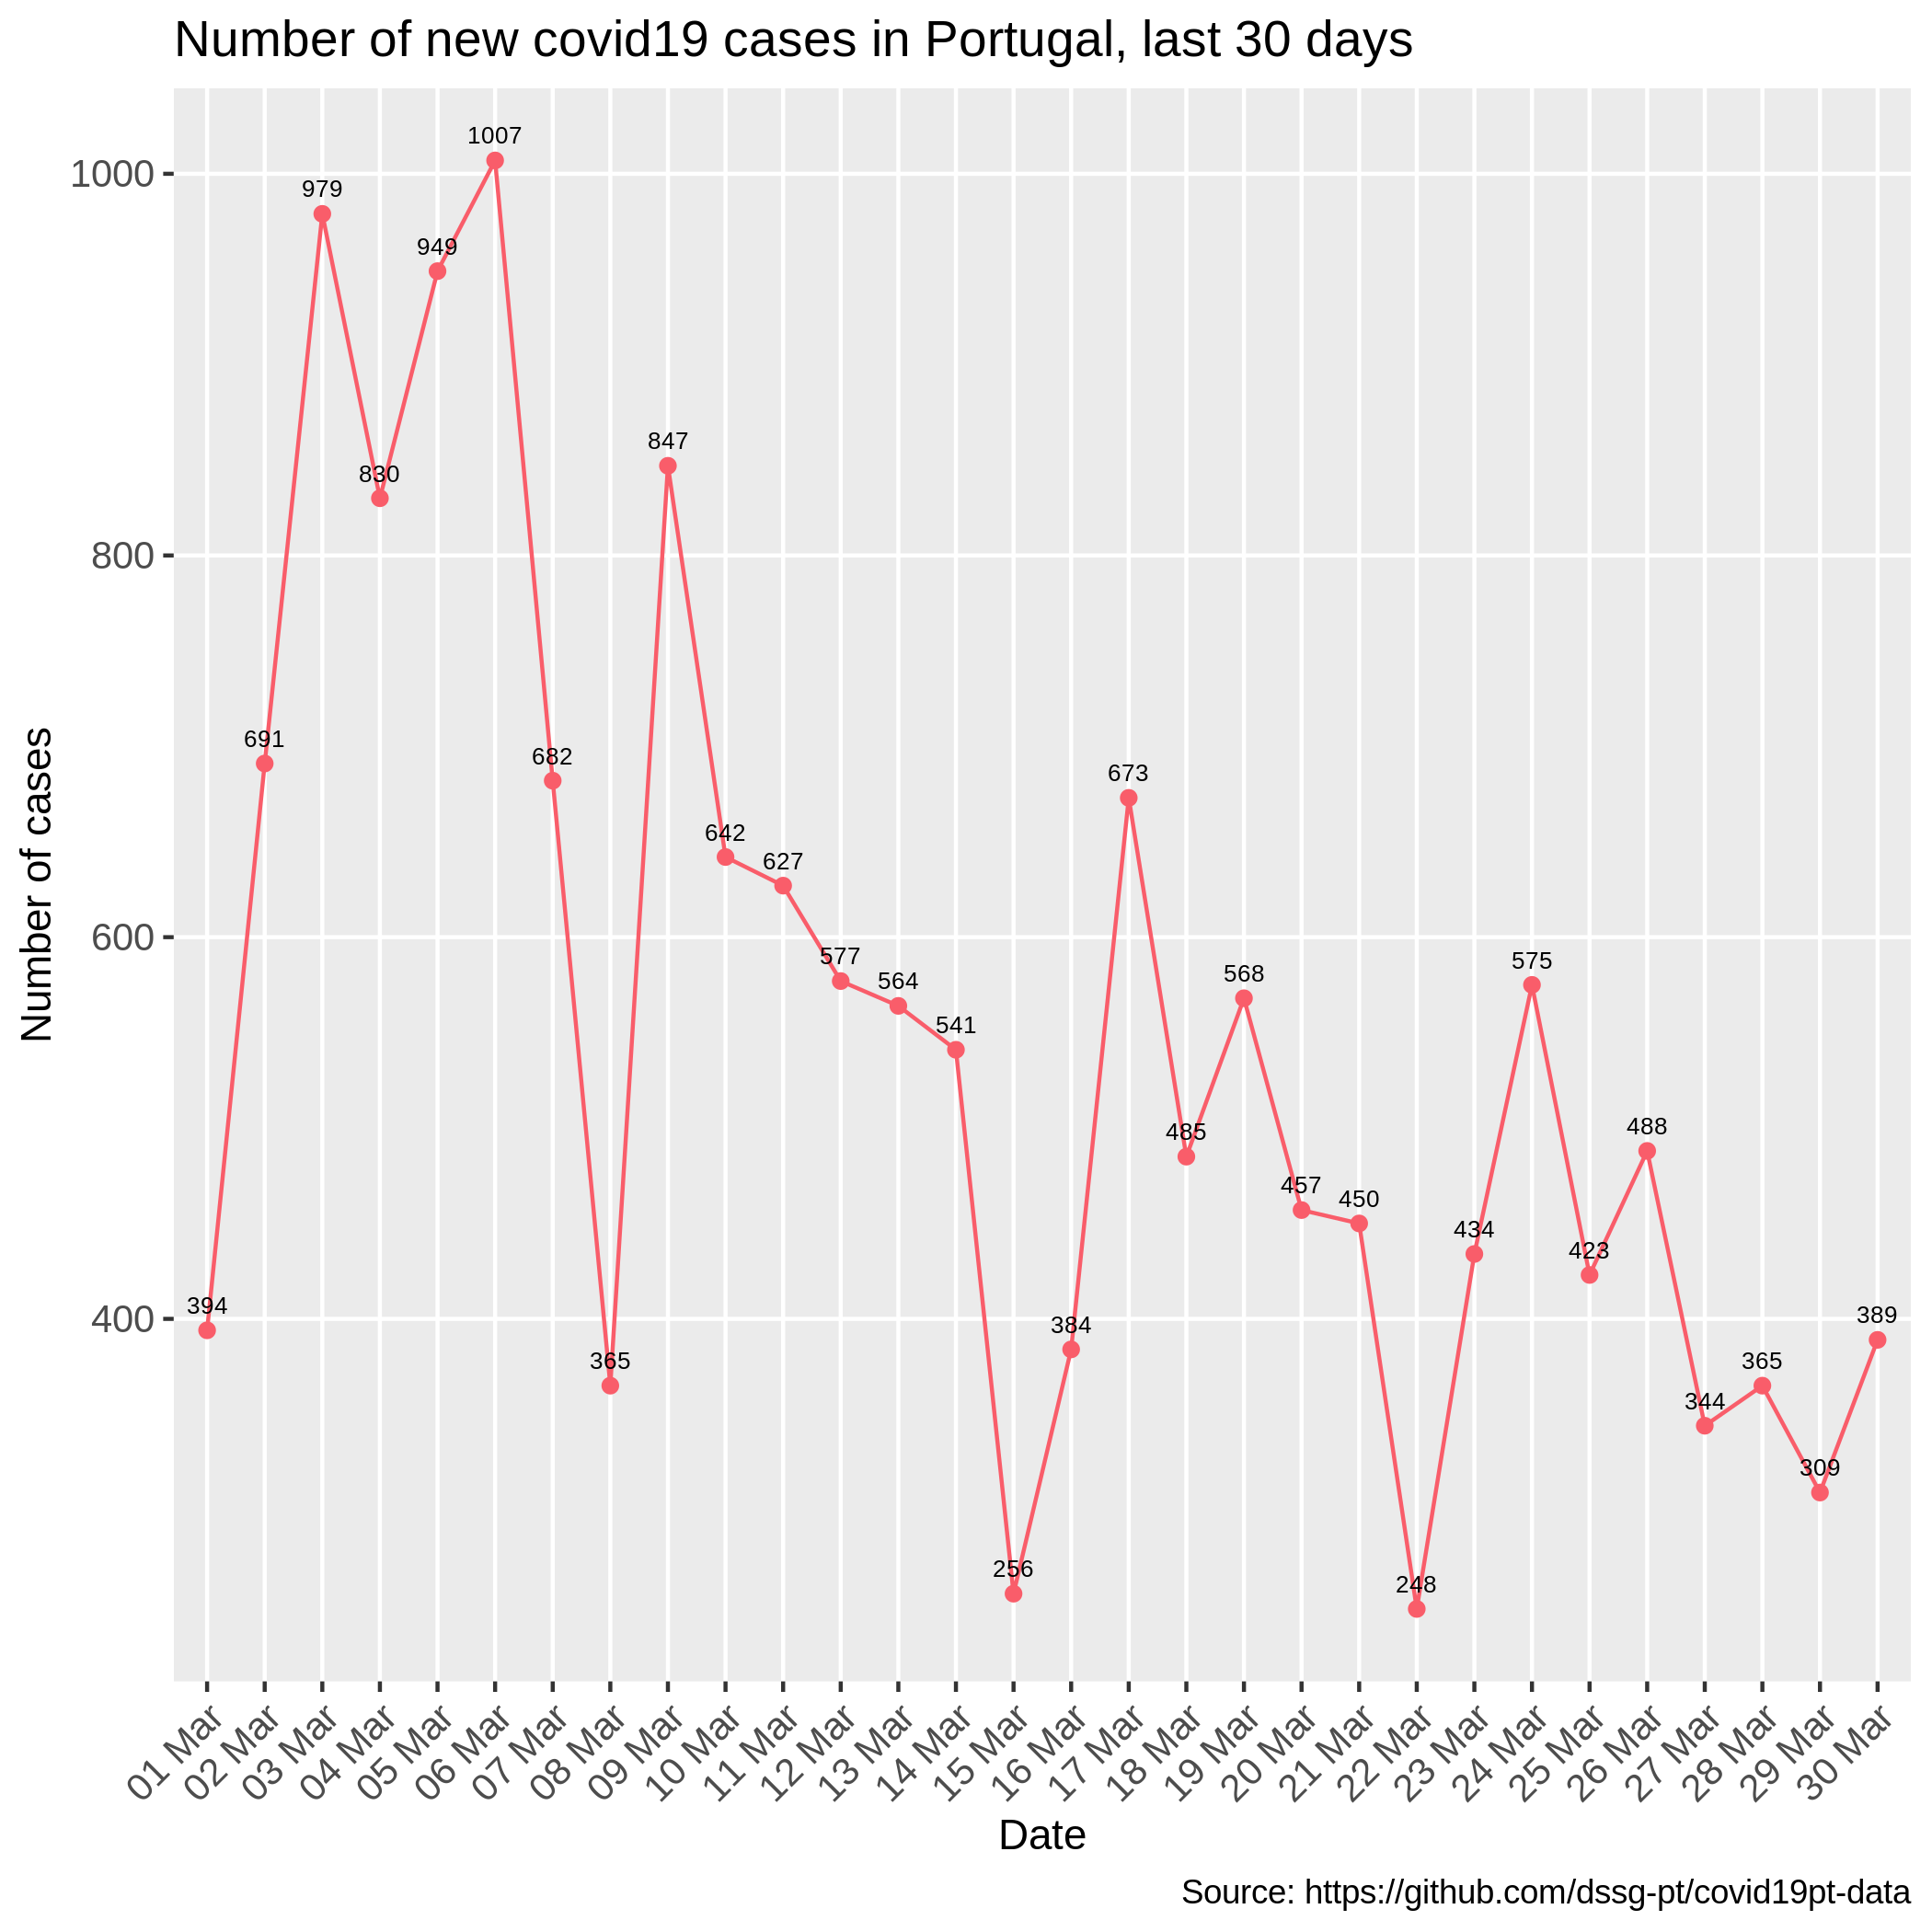 Number of new covid19 cases in Portugal, last 30 days
Number of cases
1000
800
600
400
394
691
979
830
949
1007
682
365
847
642
627
577
564
541
256
384
673
485
568
457
450
248
434
575
423
488
344
365
309
389
01 Mar
02 Mar
03 Mar
04 Mar
05 Mar
06 Mar
07 Mar
08 Mar
09 Mar
10 Mar
11 Mar
12 Mar
13 Mar
14 Mar
15 Mar
16 Mar
17 Mar
18 Mar
19 Mar
20 Mar
21 Mar
22 Mar
23 Mar
24 Mar
25 Mar
26 Mar
27 Mar
28 Mar
29 Mar
30 Mar
Date
Source: https://github.com/dssg-pt/covid19pt-data